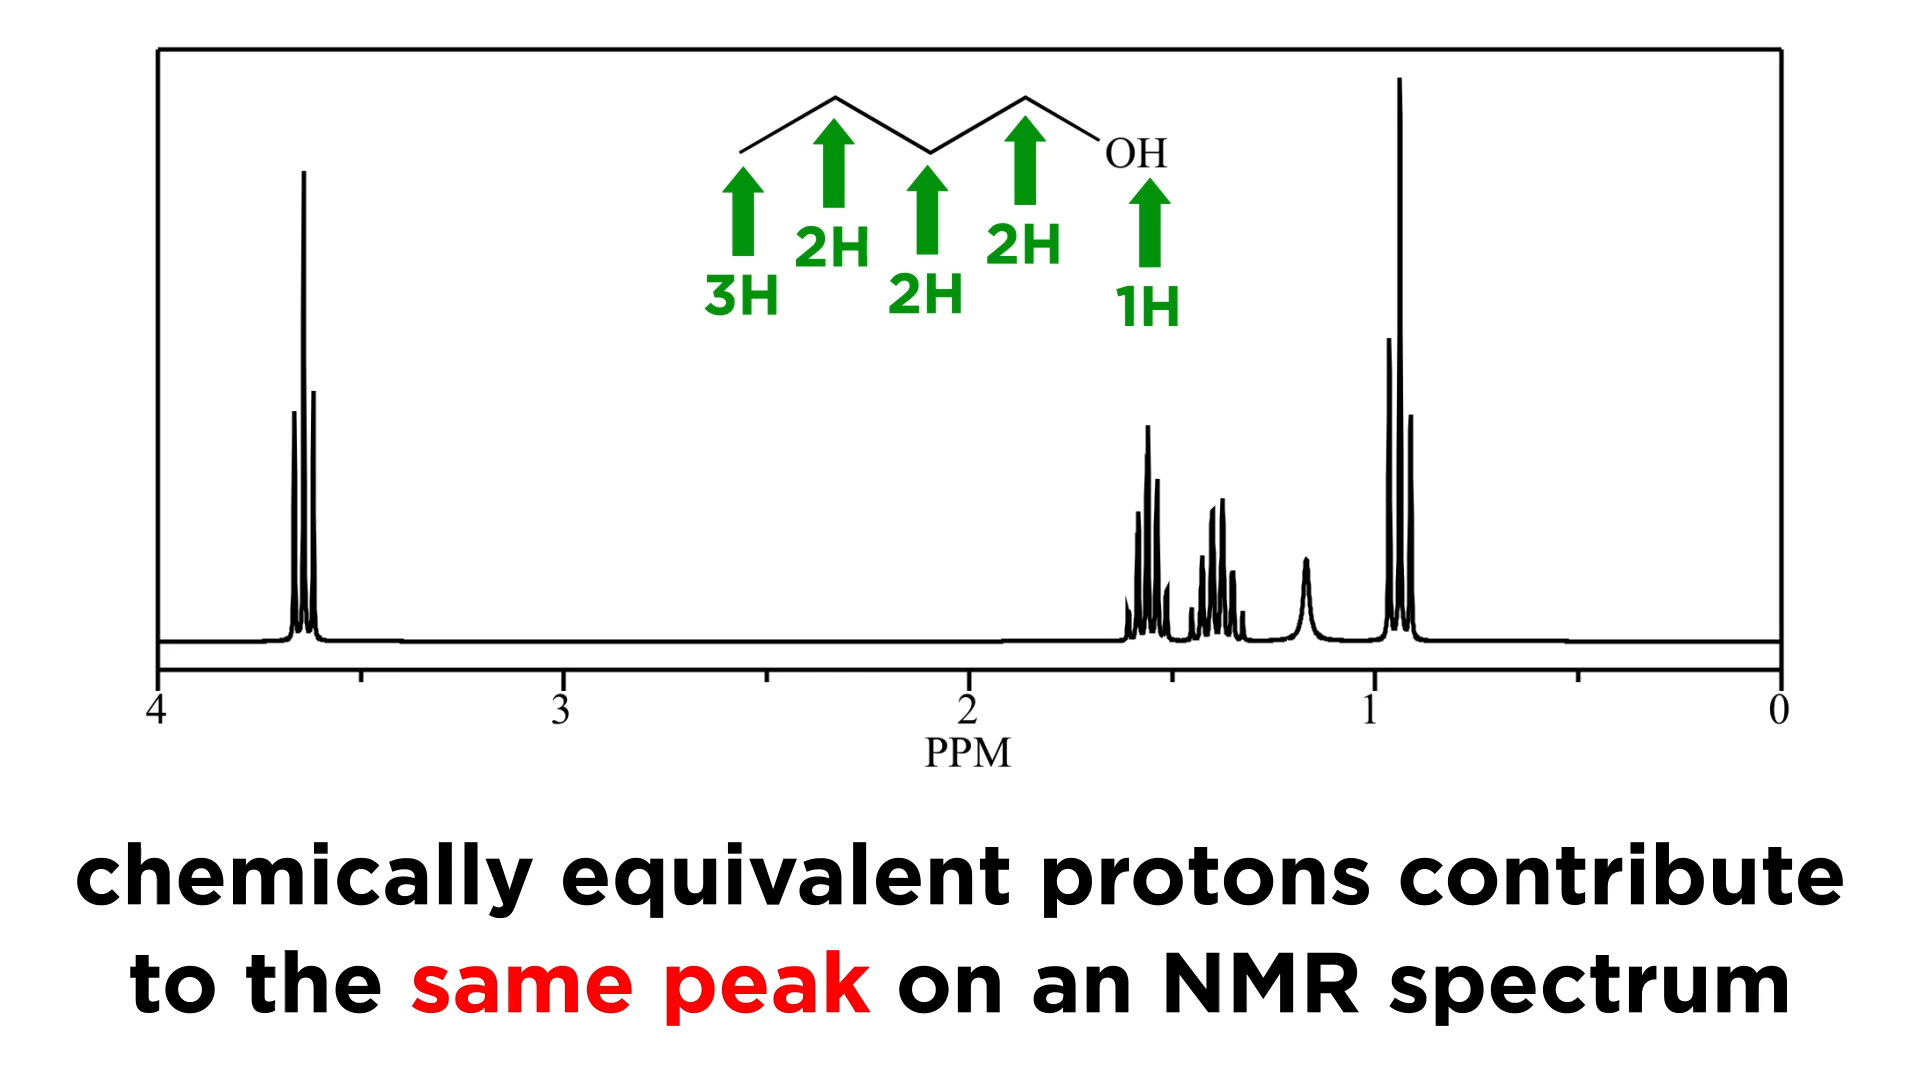 OH
2H
2H
3H
2H
1H
4 3 2 1 0
PPM
chemically equivalent protons contribute
to the same peak on an NMR spectrum